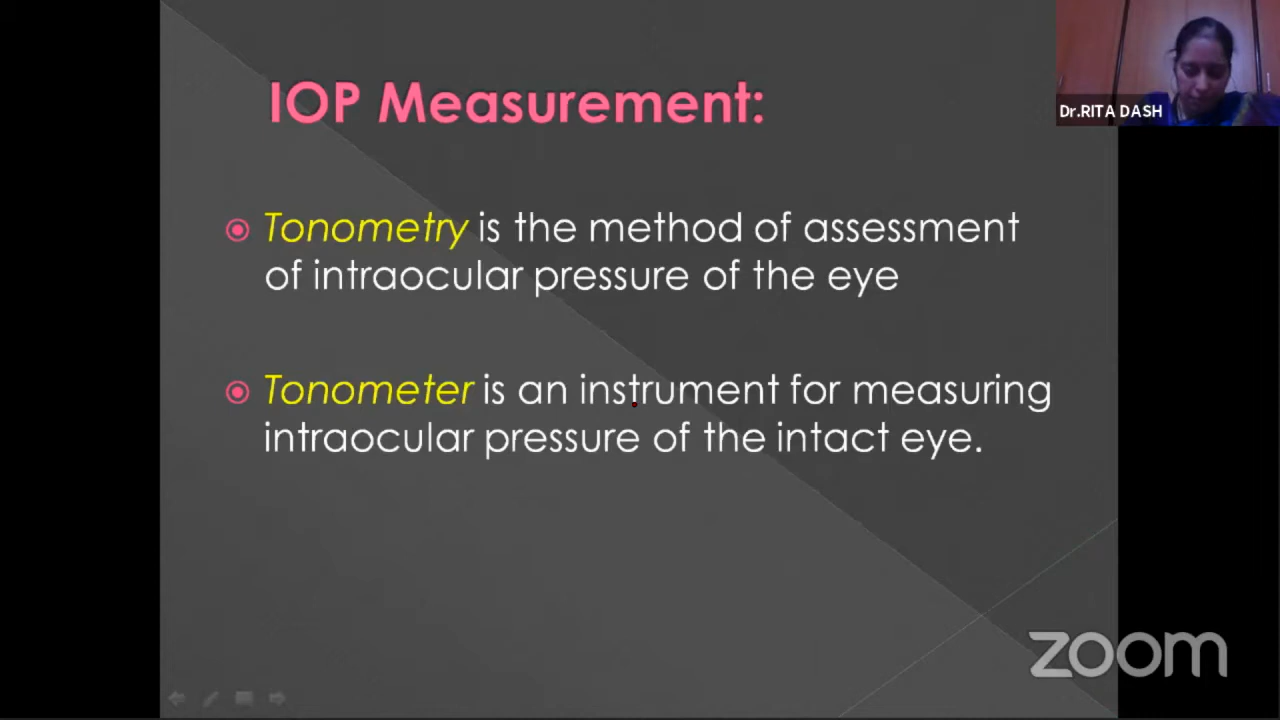 IOP Measurement:
Dr.RITA DASH
Tonometry is the method of assessment
of intraocular pressure of the eye
Tonometer is an instrument for measuring
intraocular pressure of the intact eye.
zoom